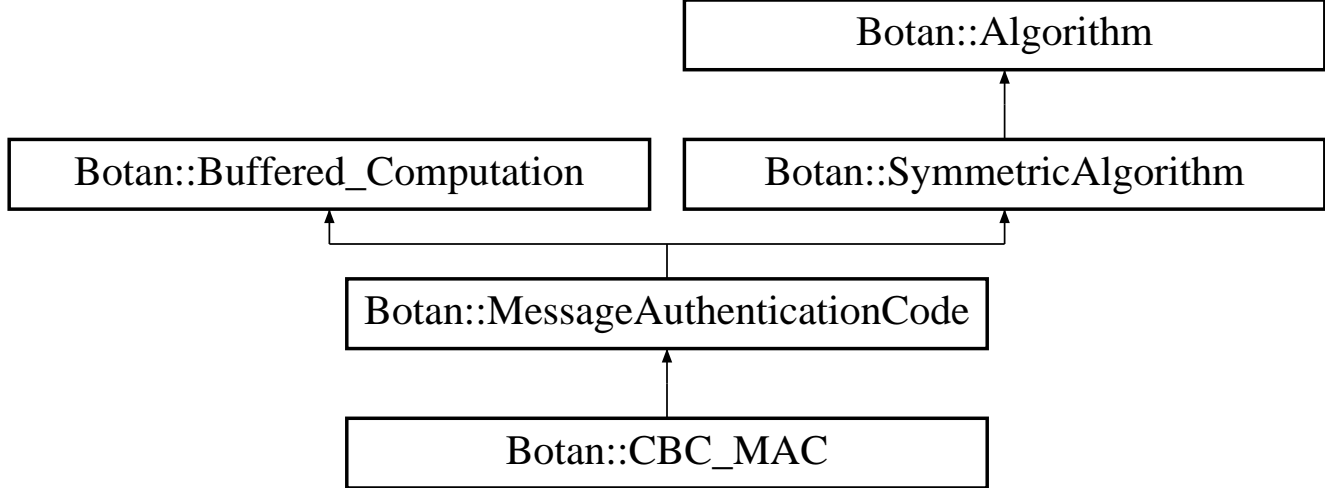 Botan::Algorithm
Botan::Buffered_Computation
Botan::SymmetricAlgorithm
Botan::MessageAuthenticationCode
Botan::CBC_MAC